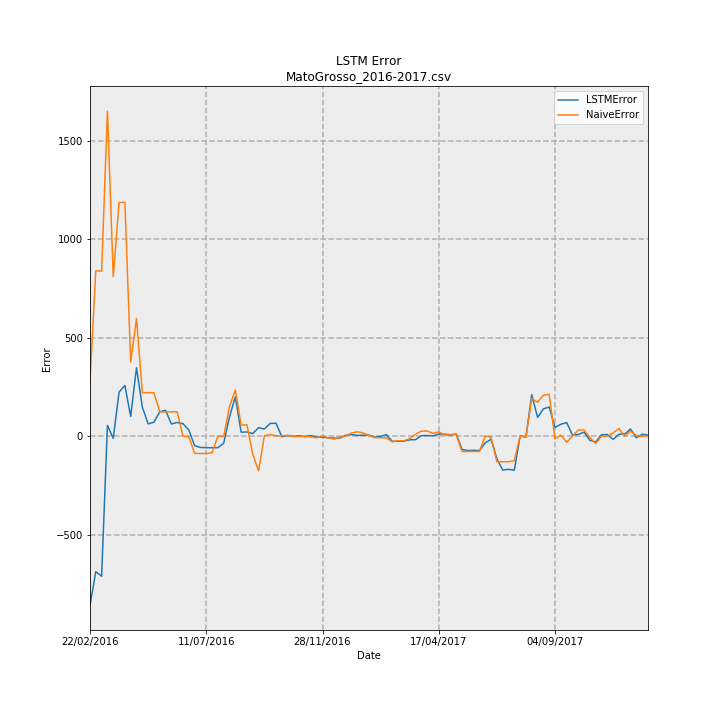 LSTM Error
MatoGrosso_2016-2017.csv
LSTMError
NaiveError
1500
1000
500
0
−500
Error
22/02/2016 11/07/2016 28/11/2016 17/04/2017 04/09/2017
Date